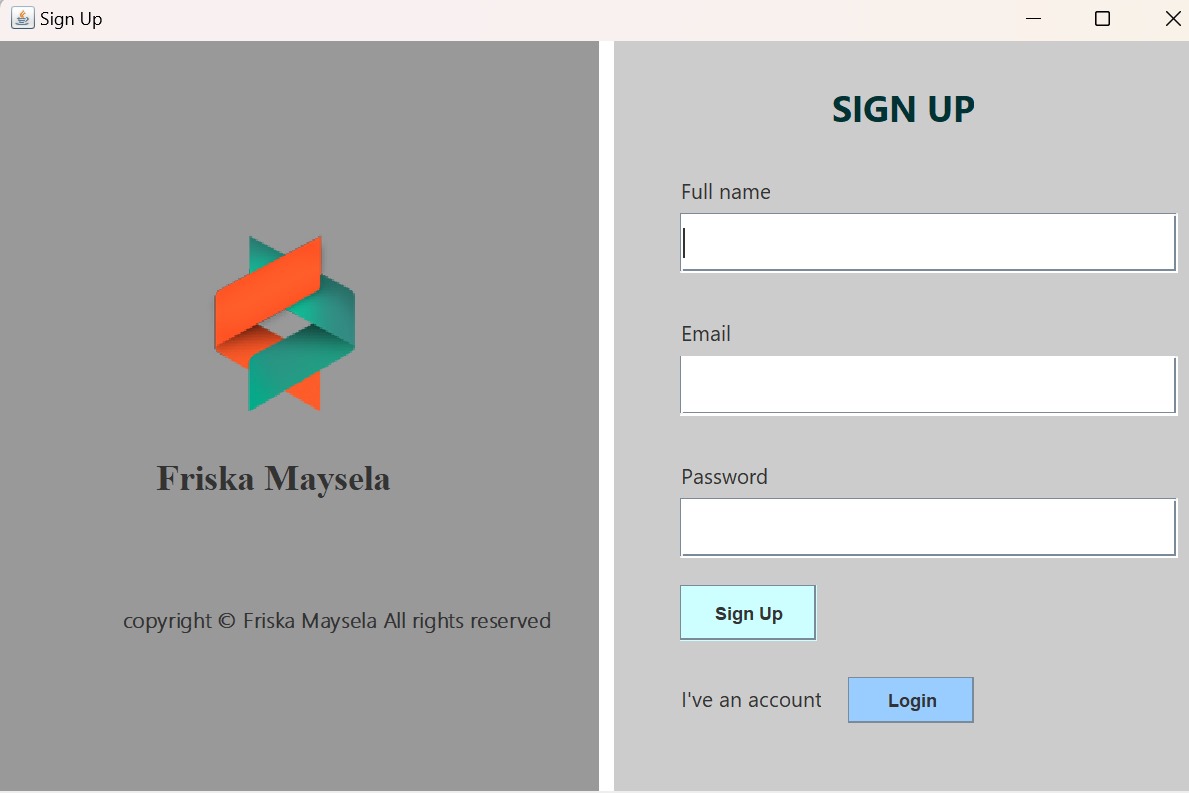 Sign Up
Friska Maysela
copyright © Friska Maysela All rights reserved
SIGN UP
Full name
Email
Password
Sign Up
I've an account
Login